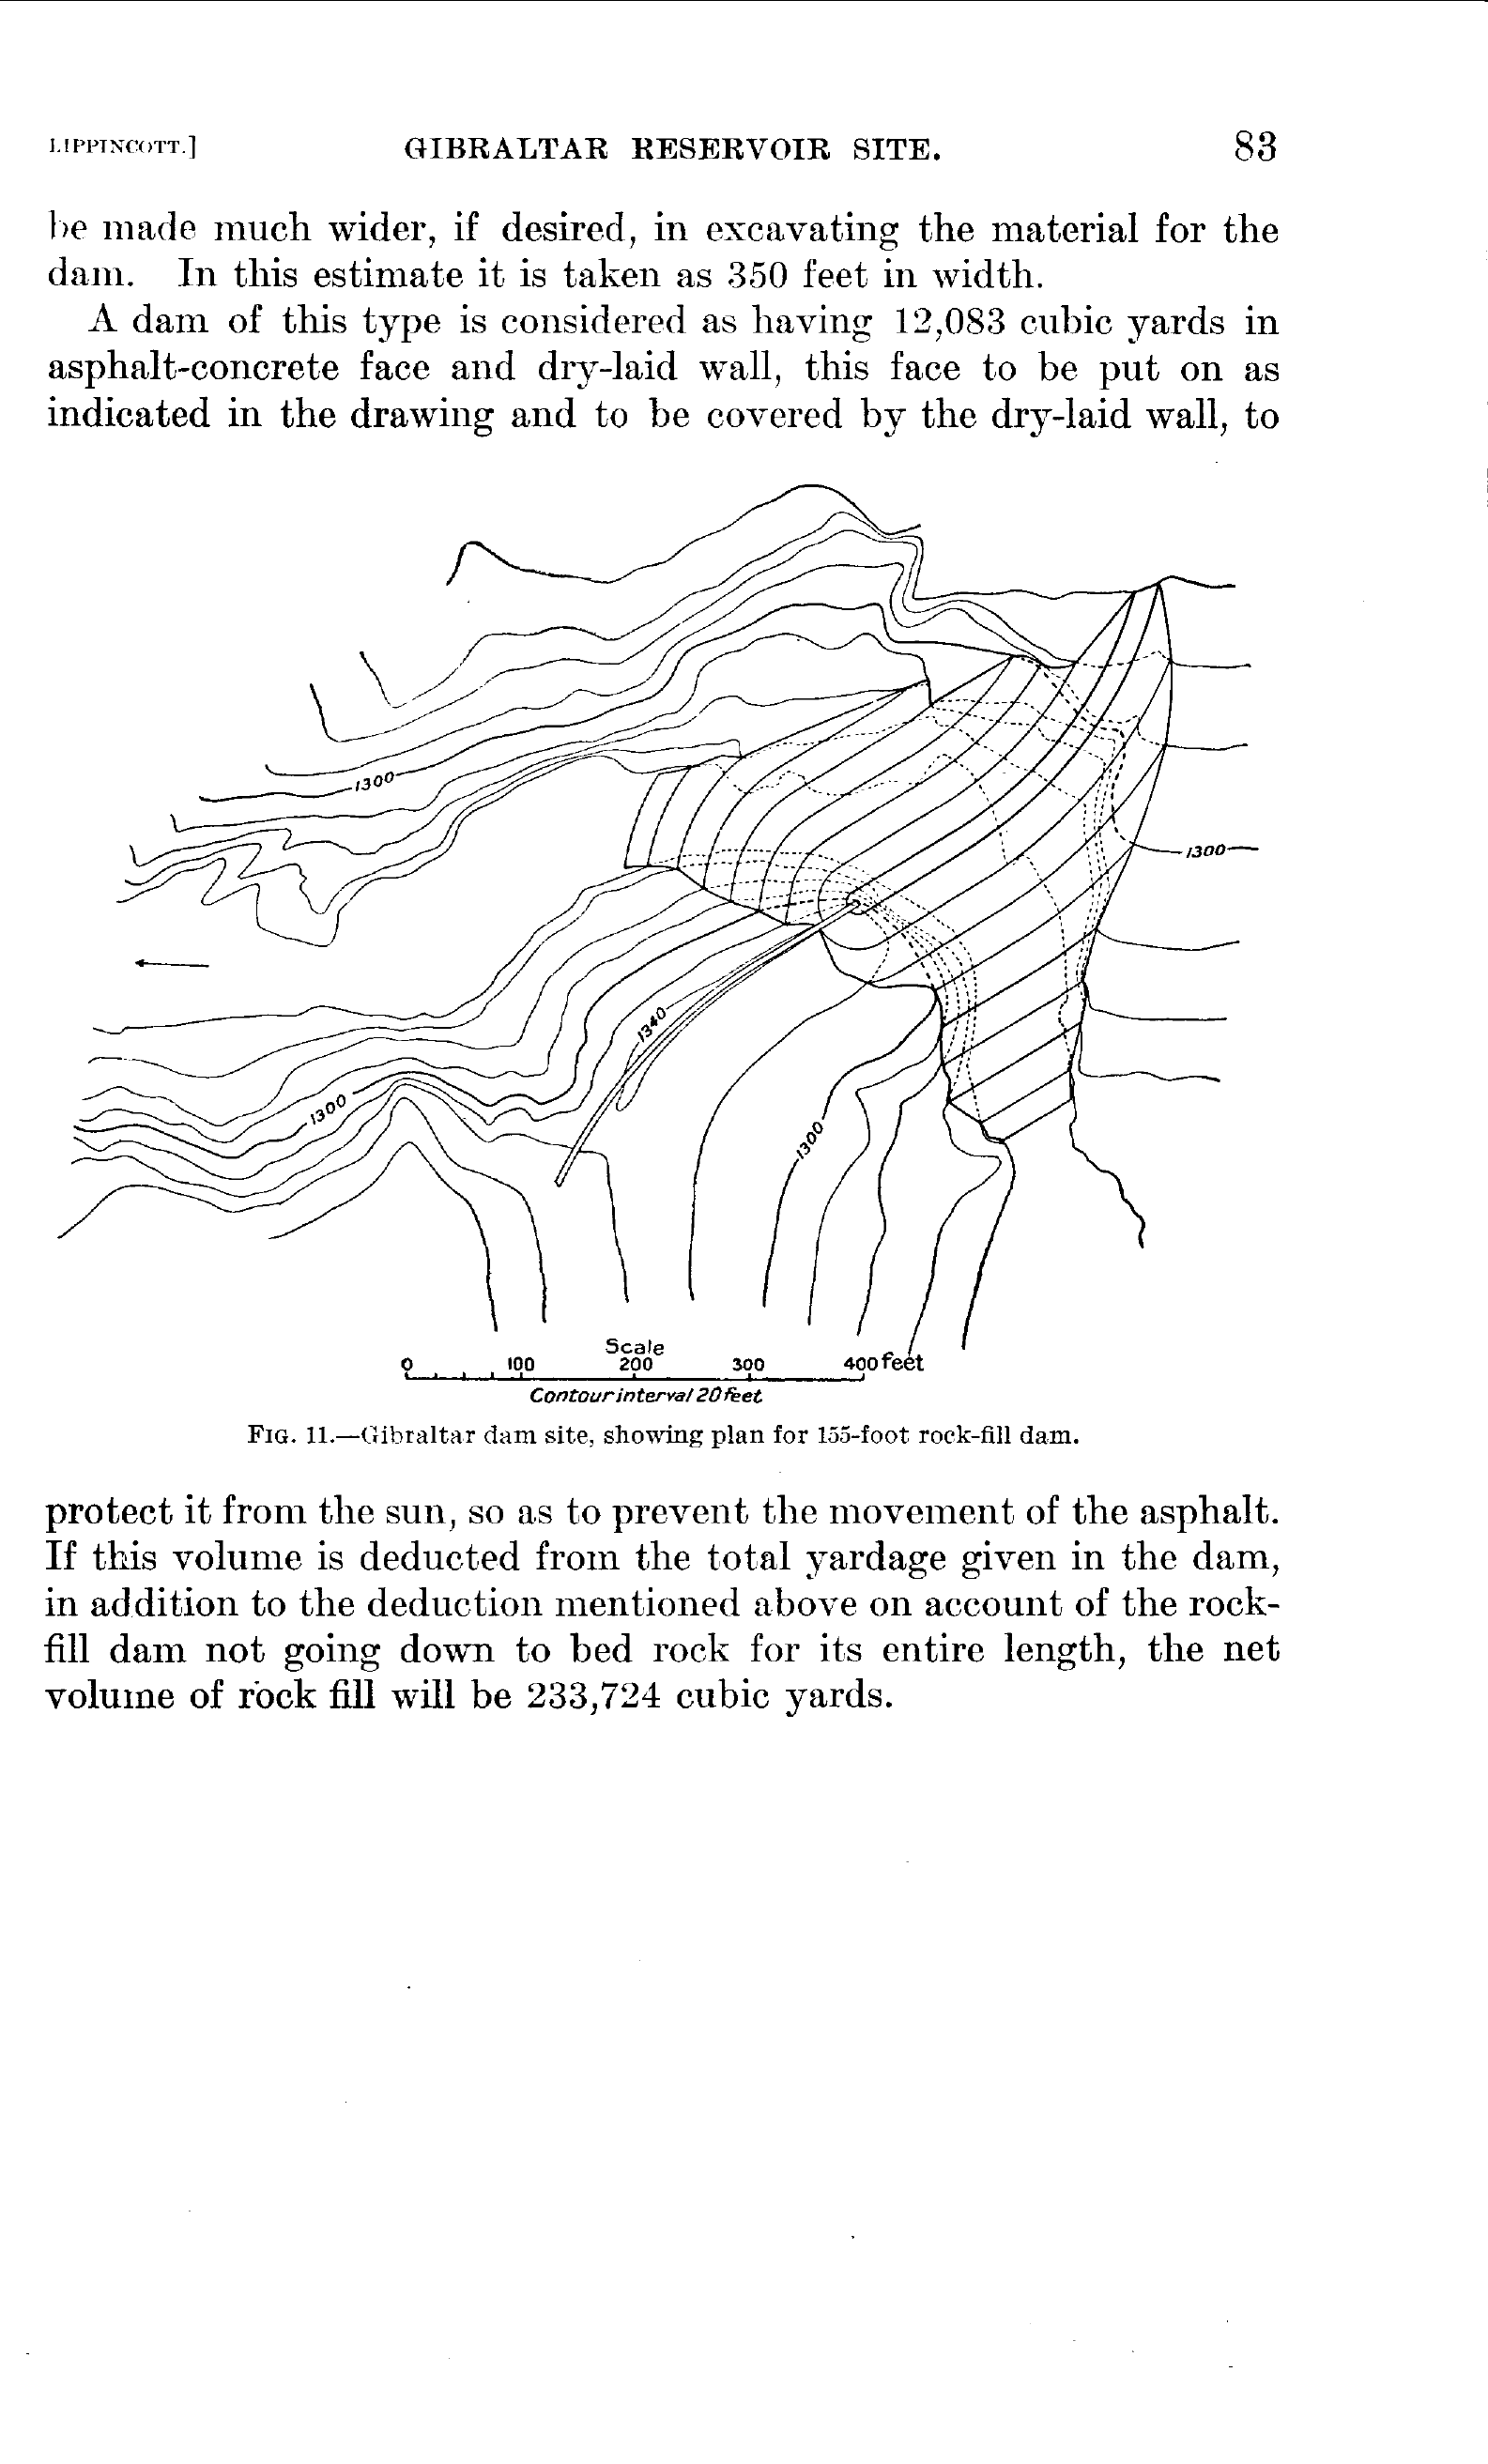 LIPPINCOTT.] GIBRALTAR RESERVOIR SITE. 83
be made much wider, if desired, in excavating the material for the
dam. In this estimate it is taken as 350 feet in width.
A dam of this type is considered as having 12,083 cubic yards in
asphalt-concrete face and dry-laid wall, this face to be put on as
indicated in the drawing and to be covered by the dry-laid wall, to
1300
1300
1340
1300
1300
Scale
0 100 200 300 400 feet
Contour interval 20 feet
FIG. 11.—Gibraltar dam site, showing plan for 155-foot rock-fill dam.
protect it from the sun, so as to prevent the movement of the asphalt.
If this volume is deducted from the total yardage given in the dam,
in addition to the deduction mentioned above on account of the rock-
fill dam not going down to bed rock for its entire length, the net
volume of rock fill will be 233,724 cubic yards.